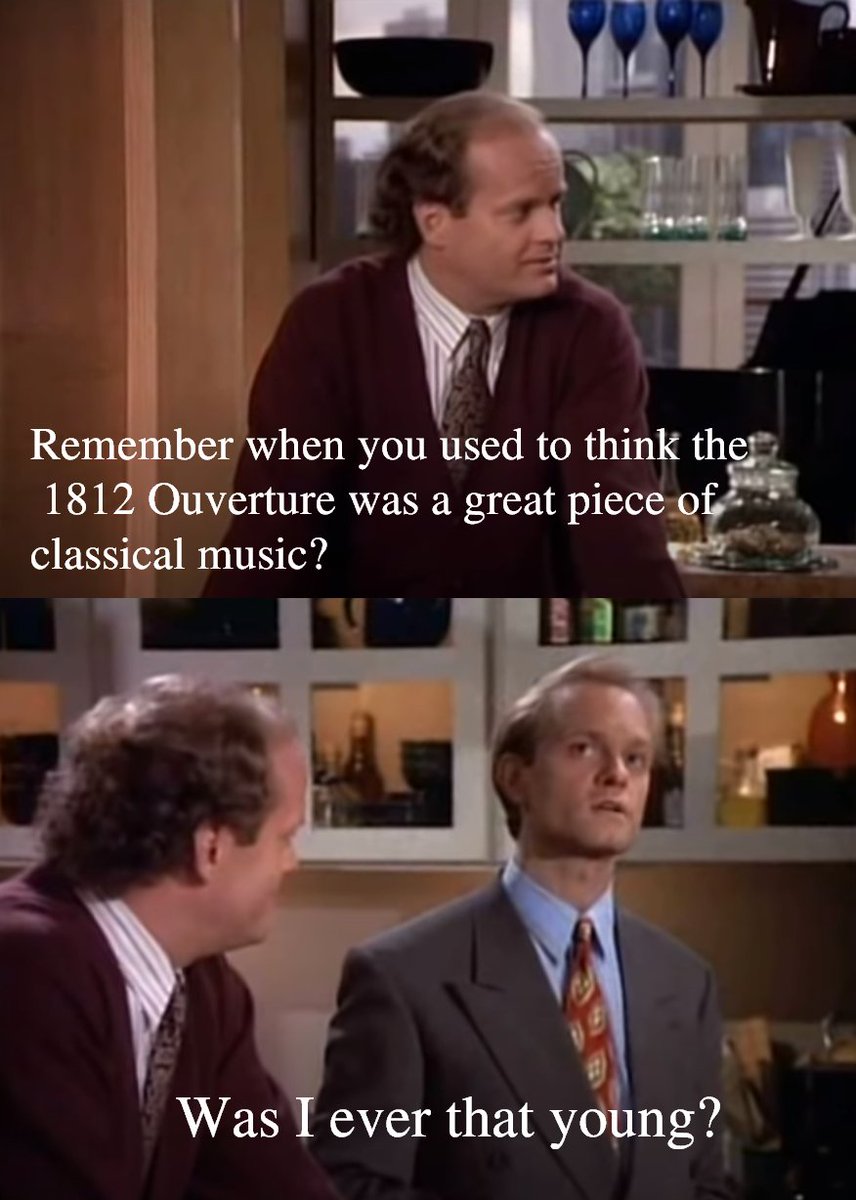 Remember when you used to think the
1812 Ouverture was a great piece of
classical music?
Was I ever that young?